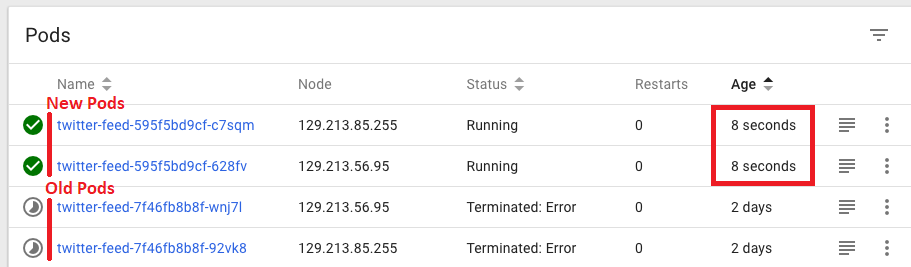 Pods
Name Node Status Restarts Age
New Pods
twitter-feed-595f5bd9cf-c7sqm 129.213.85.255 Running 0 8 seconds
twitter-feed-595f5bd9cf-628fv 129.213.56.95 Running 0 8 seconds
Old Pods
twitter-feed-7f46fb8b8f-wnj7l 129.213.56.95 Terminated: Error 0 2 days
twitter-feed-7f46fb8b8f-92vk8 129.213.85.255 Terminated: Error 0 2 days